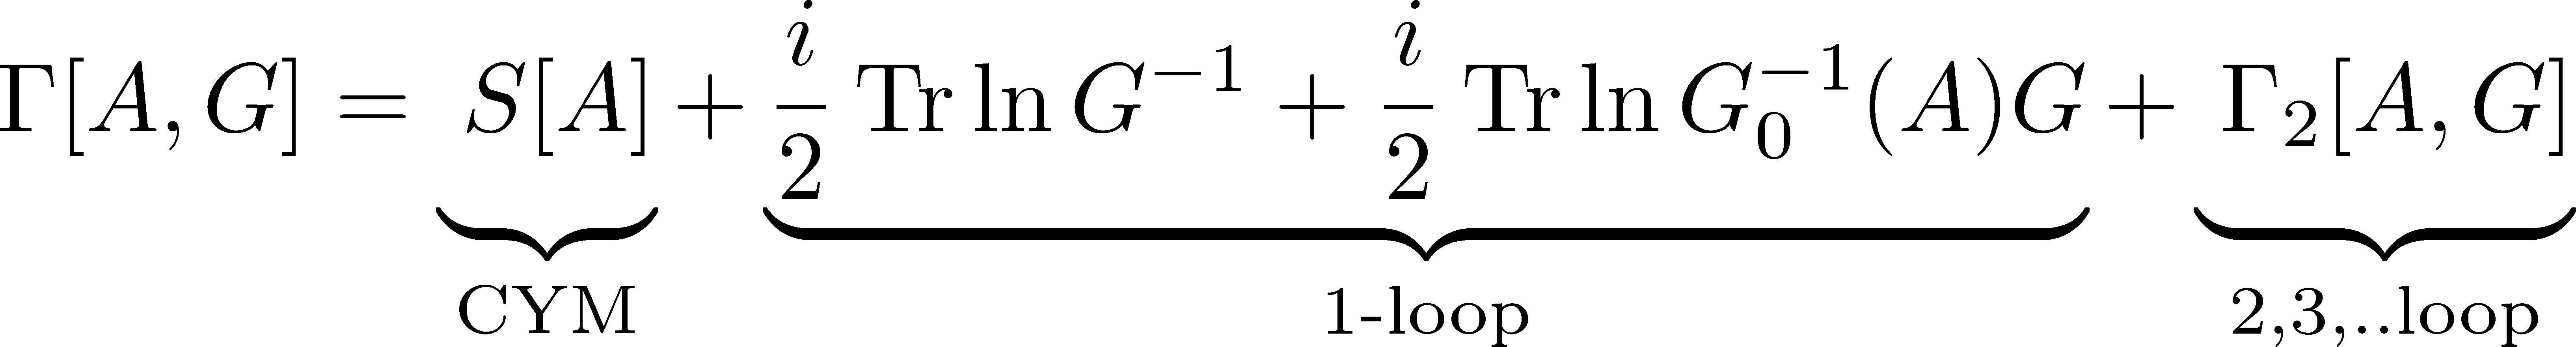 Γ[A, G] = S[A] + i/2 Tr ln G⁻¹ + i/2 Tr ln G₀⁻¹(A)G + Γ₂[A, G]
CYM 1-loop 2,3,..loop